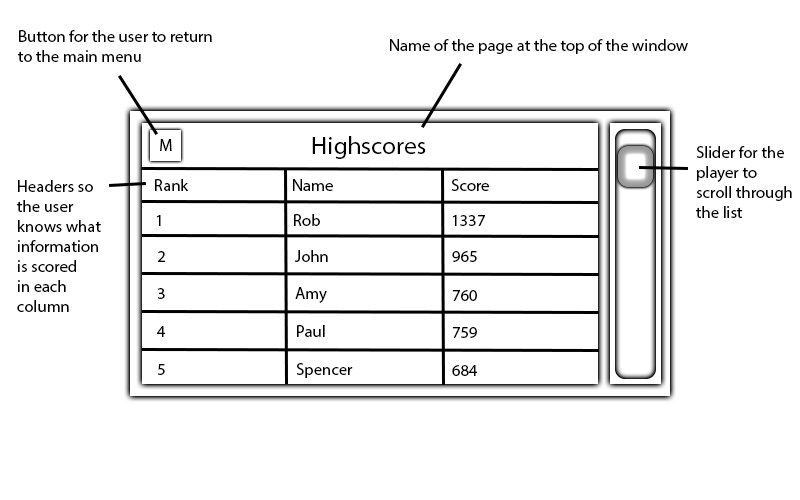 Button for the user to return
to the main menu
Name of the page at the top of the window
M
Highscores
Headers so
the user
knows what
information
is scored
in each
column
Rank Name Score
1 Rob 1337
2 John 965
3 Amy 760
4 Paul 759
5 Spencer 684
Slider for the
player to
scroll through
the list